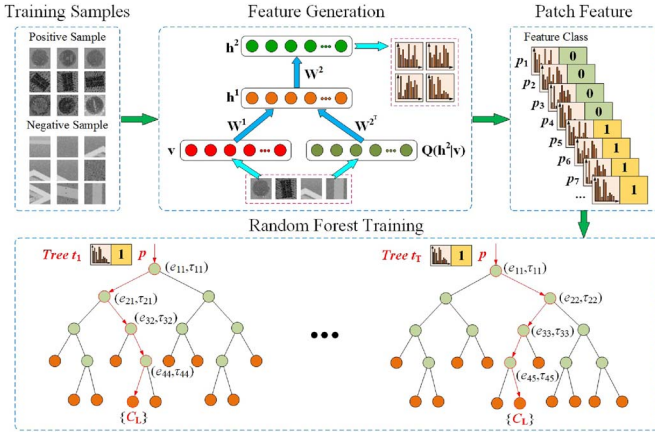 Training Samples
Positive Sample
Negative Sample
Feature Generation
h²
W²
h¹
W¹
W²ᵀ
v
Q(h²|v)
Patch Feature
Feature Class
p₁ 0
p₂ 0
p₃ 0
p₄ 0
p₅ 1
p₆ 1
p₇ 1
... 1
Random Forest Training
Tree t₁ 1 p
(e₁₁,τ₁₁)
(e₂₁,τ₂₁)
(e₃₂,τ₃₂)
(e₄₄,τ₄₄)
{C_L}
Tree t_T 1 p
(e₁₁,τ₁₁)
(e₂₂,τ₂₂)
(e₃₃,τ₃₃)
(e₄₅,τ₄₅)
{C_L}